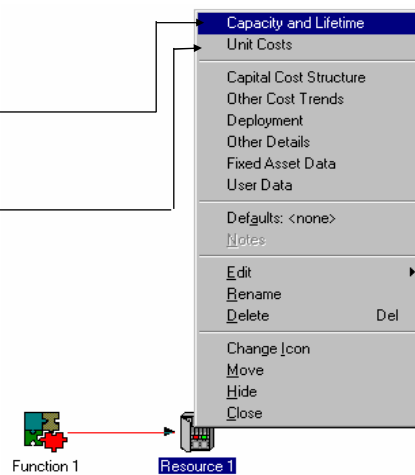 Capacity and Lifetime
Unit Costs
Capital Cost Structure
Other Cost Trends
Deployment
Other Details
Fixed Asset Data
User Data
Defaults: <none>
Notes
Edit
Rename
Delete Del
Change Icon
Move
Hide
Close
Function 1 Resource 1